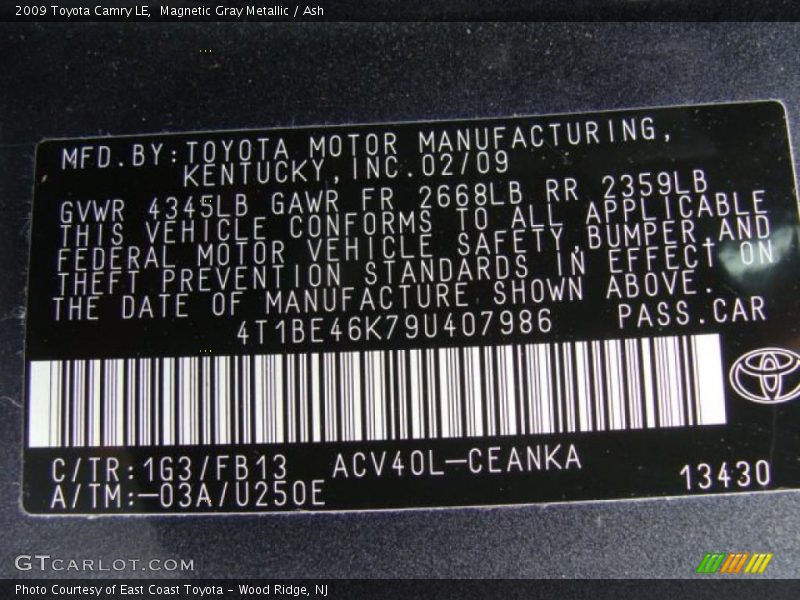 2009 Toyota Camry LE, Magnetic Gray Metallic / Ash
MFD.BY:TOYOTA MOTOR MANUFACTURING,
KENTUCKY,INC.02/09
GVWR 4345LB GAWR FR 2668LB RR 2359LB
THIS VEHICLE CONFORMS TO ALL APPLICABLE
FEDERAL MOTOR VEHICLE SAFETY,BUMPER,AND
THEFT PREVENTION STANDARDS IN EFFECT ON
THE DATE OF MANUFACTURE SHOWN ABOVE.
4T1BE46K79U407986 PASS.CAR
C/TR:1G3/FB13 ACV40L-CEANKA
A/TM:-03A/U250E
13430
GTCARLOT.COM
Photo Courtesy of East Coast Toyota - Wood Ridge, NJ